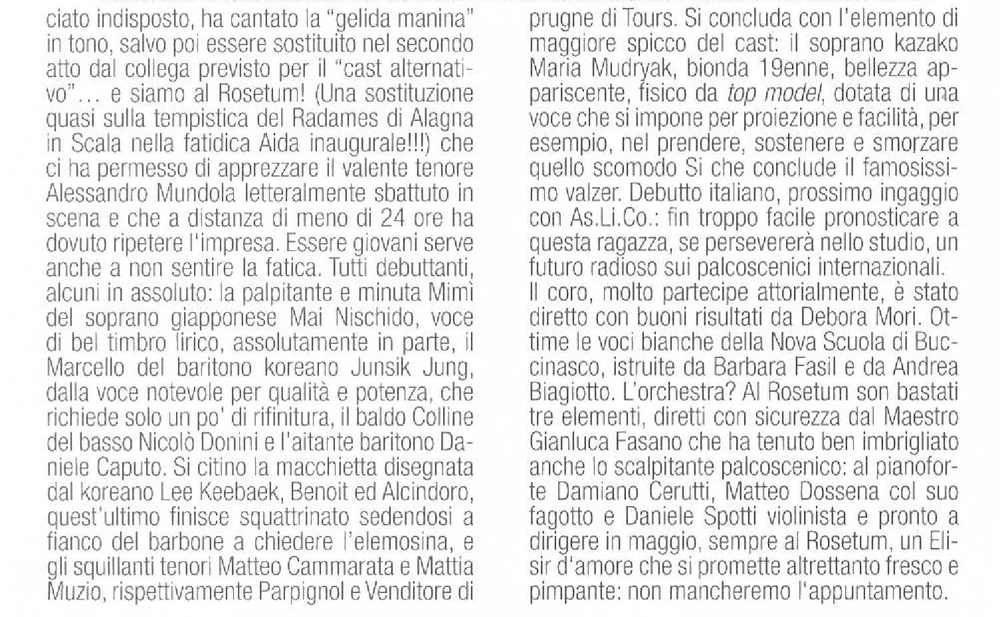 ciato indisposto, ha cantato la “gelida manina”
in tono, salvo poi essere sostituito nel secondo
atto dal collega previsto per il “cast alternati-
vo”... e siamo al Rosetum! (Una sostituzione
quasi sulla tempistica del Radames di Alagna
in Scala nella fatidica Aida inaugurale!!!) che
ci ha permesso di apprezzare il valente tenore
Alessandro Mundola letteralmente sbattuto in
scena e che a distanza di meno di 24 ore ha
dovuto ripetere l'impresa. Essere giovani serve
anche a non sentire la fatica. Tutti debuttanti,
alcuni in assoluto: la palpitante e minuta Mimì
del soprano giapponese Mai Nischido, voce
di bel timbro lirico, assolutamente in parte, il
Marcello del baritono koreano Junsik Jung,
dalla voce notevole per qualità e potenza, che
richiede solo un po' di rifinitura, il baldo Colline
del basso Nicolò Donini e l'aitante baritono Da-
niele Caputo. Si citino la macchietta disegnata
dal koreano Lee Keebaek, Benoit ed Alcindoro,
quest'ultimo finisce squattrinato sedendosi a
fianco del barbone a chiedere l'elemosina, e
gli squillanti tenori Matteo Cammarata e Mattia
Muzio, rispettivamente Parpignol e Venditore di
prugne di Tours. Si concluda con l'elemento di
maggiore spicco del cast: il soprano kazako
Maria Mudryak, bionda 19enne, bellezza ap-
pariscente, fisico da top model, dotata di una
voce che si impone per proiezione e facilità, per
esempio, nel prendere, sostenere e smorzare
quello scomodo Si che conclude il famosissi-
mo valzer. Debutto italiano, prossimo ingaggio
con As.Li.Co.: fin troppo facile pronosticare a
questa ragazza, se persevererà nello studio, un
futuro radioso sui palcoscenici internazionali.
Il coro, molto partecipe attorialmente, è stato
diretto con buoni risultati da Debora Mori. Ot-
time le voci bianche della Nova Scuola di Buc-
cinasco, istruite da Barbara Fasil e da Andrea
Biagiotto. L'orchestra? Al Rosetum son bastati
tre elementi, diretti con sicurezza dal Maestro
Gianluca Fasano che ha tenuto ben imbrigliato
anche lo scalpitante palcoscenico: al pianofor-
te Damiano Cerutti, Matteo Dossena col suo
fagotto e Daniele Spotti violinista e pronto a
dirigere in maggio, sempre al Rosetum, un Eli-
sir d'amore che si promette altrettanto fresco e
pimpante: non mancheremo l'appuntamento.